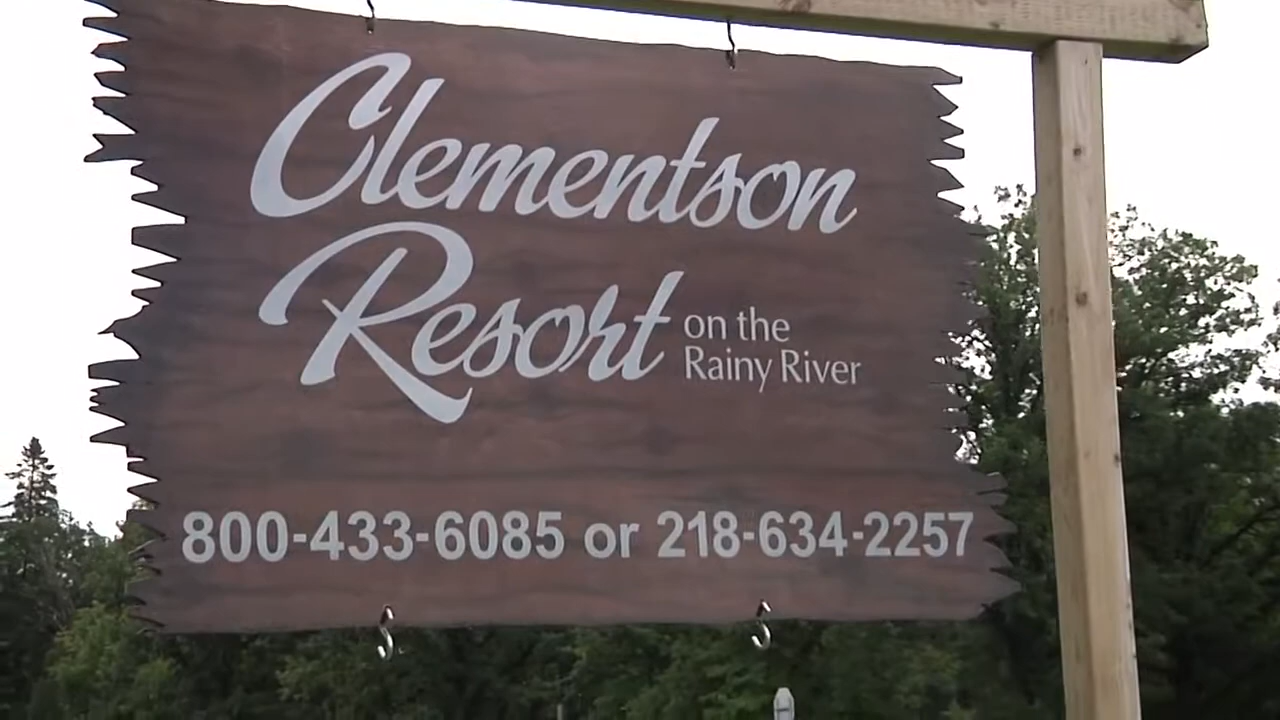 Clementson
Resort on the
Rainy River
800-433-6085 or 218-634-2257